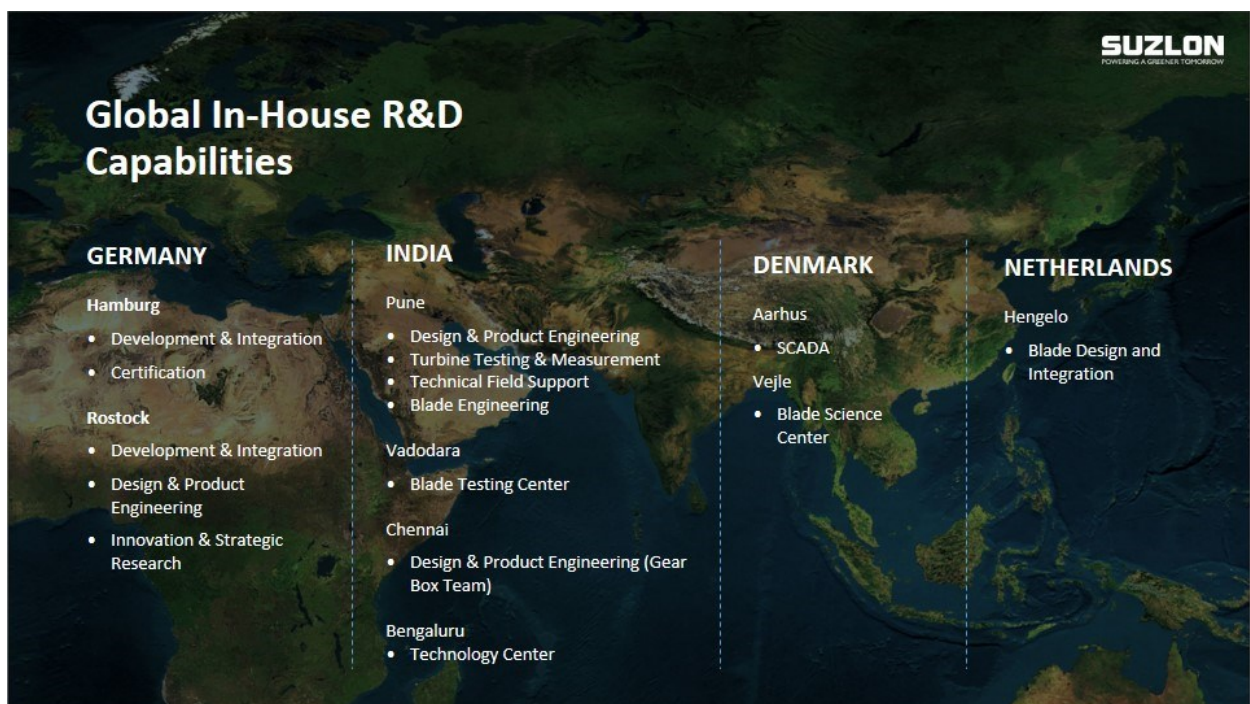 SUZLON
POWERING A GREENER TOMORROW
Global In-House R&D
Capabilities
GERMANY
Hamburg
• Development & Integration
• Certification
Rostock
• Development & Integration
• Design & Product
Engineering
• Innovation & Strategic
Research
INDIA
Pune
• Design & Product Engineering
• Turbine Testing & Measurement
• Technical Field Support
• Blade Engineering
Vadodara
• Blade Testing Center
Chennai
• Design & Product Engineering (Gear
Box Team)
Bengaluru
• Technology Center
DENMARK
Aarhus
• SCADA
Vejle
• Blade Science
Center
NETHERLANDS
Hengelo
• Blade Design and
Integration